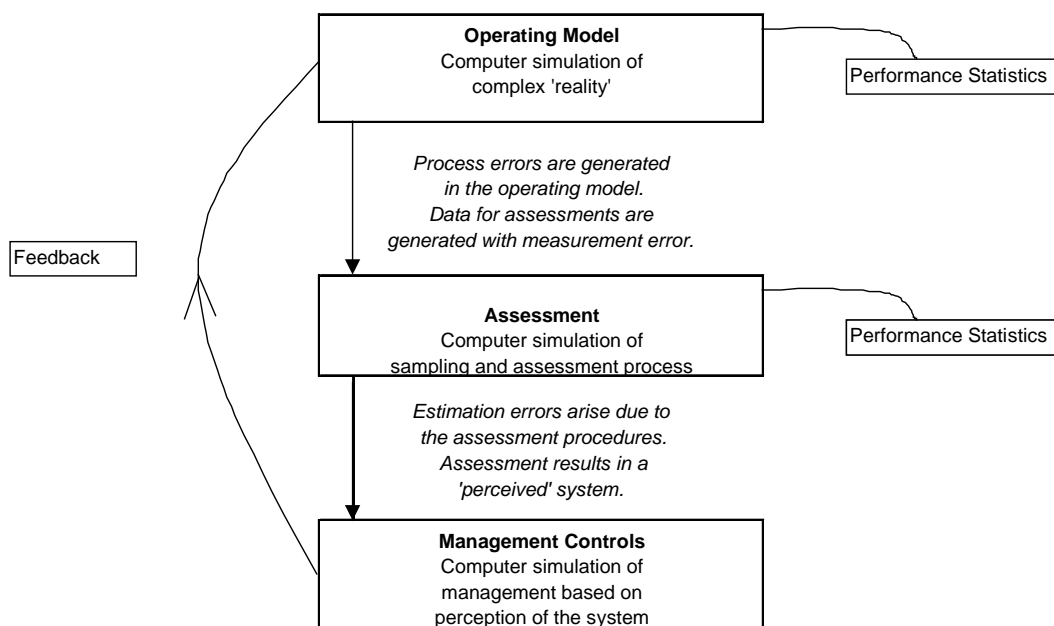 Operating Model
Computer simulation of
complex 'reality'
Performance Statistics
Process errors are generated
in the operating model.
Data for assessments are
generated with measurement error.
Feedback
Assessment
Computer simulation of
sampling and assessment process
Performance Statistics
Estimation errors arise due to
the assessment procedures.
Assessment results in a
'perceived' system.
Management Controls
Computer simulation of
management based on
perception of the system